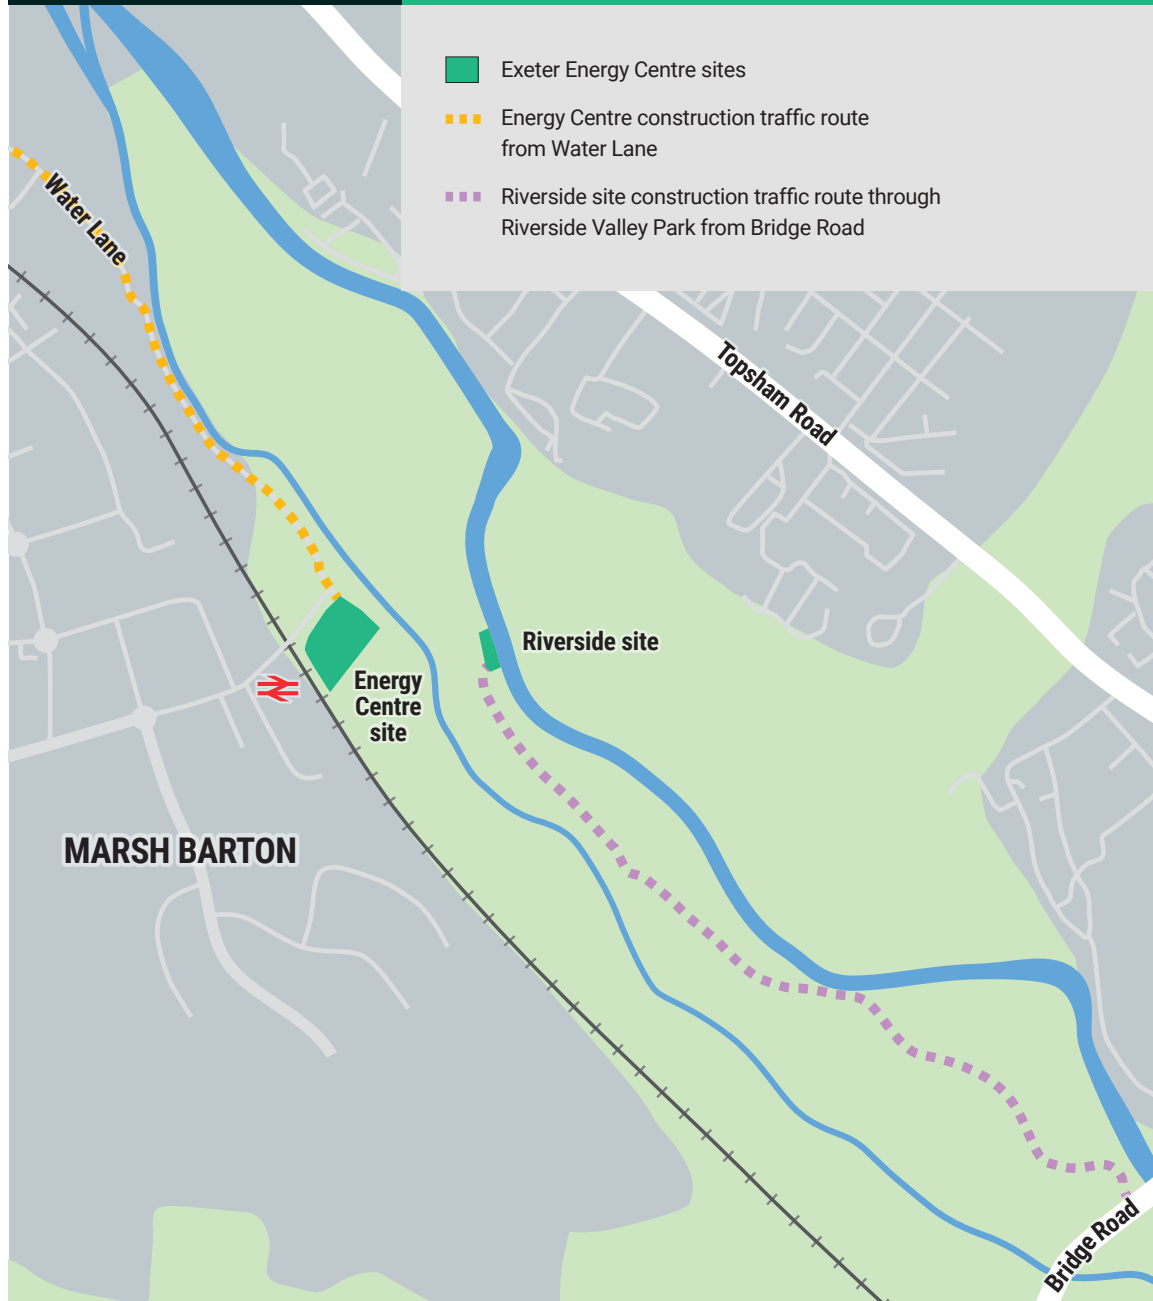 Exeter Energy Centre sites
Energy Centre construction traffic route
from Water Lane
Riverside site construction traffic route through
Riverside Valley Park from Bridge Road
Water Lane
Topsham Road
Riverside site
Energy
Centre
site
MARSH BARTON
Bridge Road